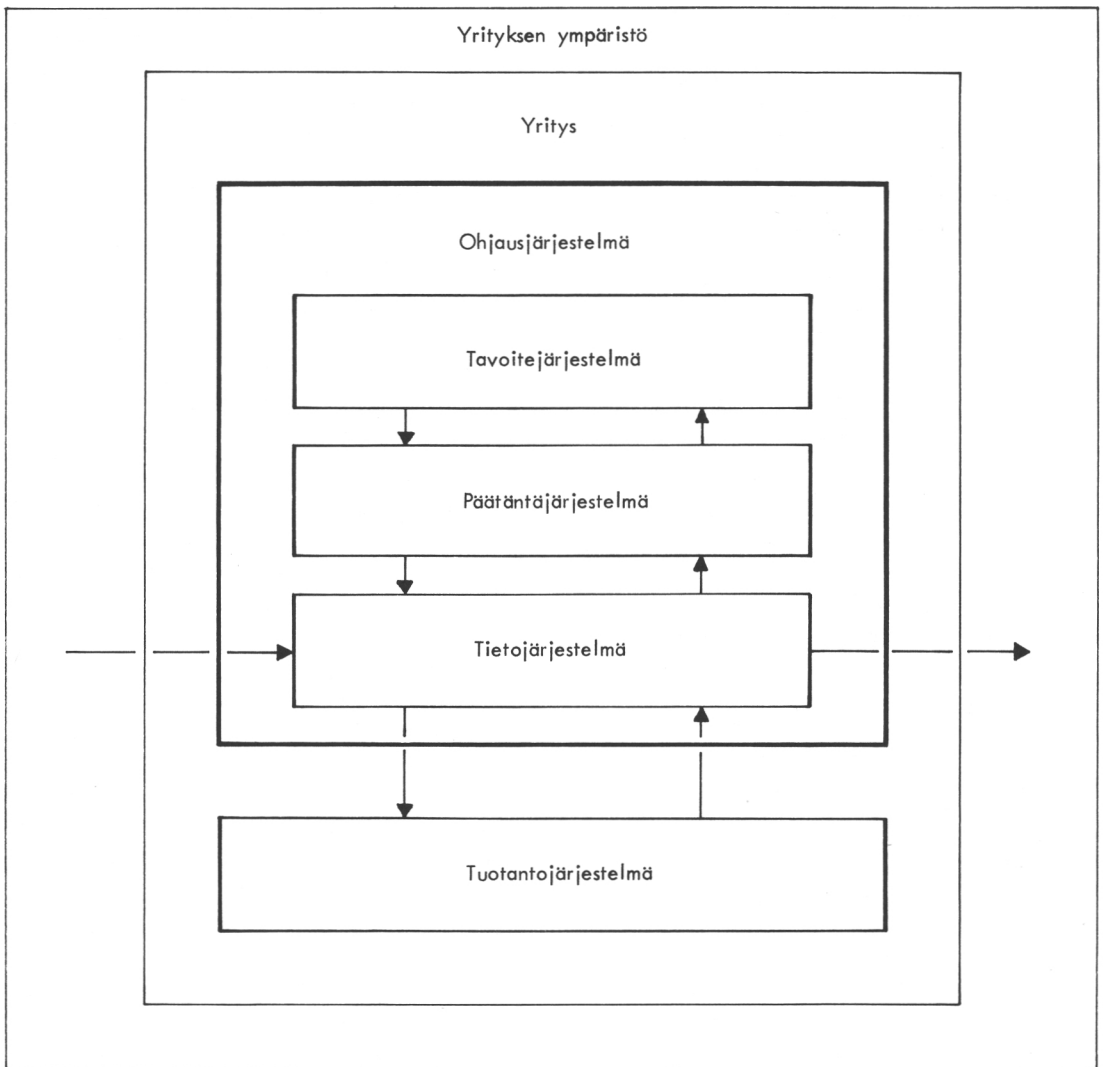 Yrityksen ympäristö
Yritys
Ohjausjärjestelmä
Tavoitejärjestelmä
Päätäntäjärjestelmä
Tietojärjestelmä
Tuotantojärjestelmä